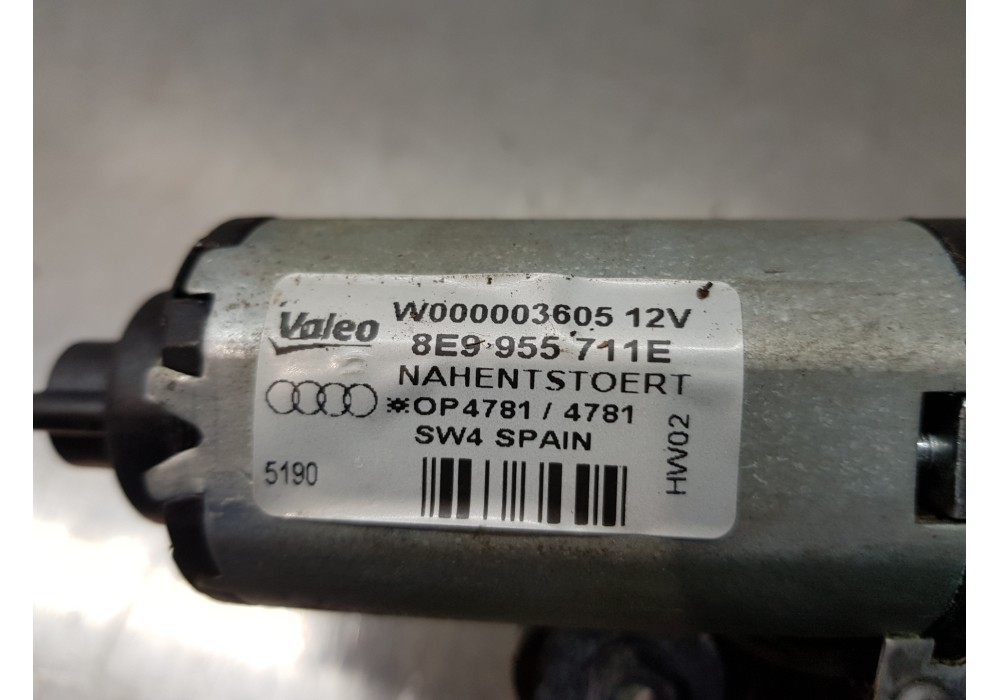 Valeo W000003605 12V
8E9 955 711E
NAHENTSTOERT
*OP4781 / 4781
SW4 SPAIN
5190
HW02